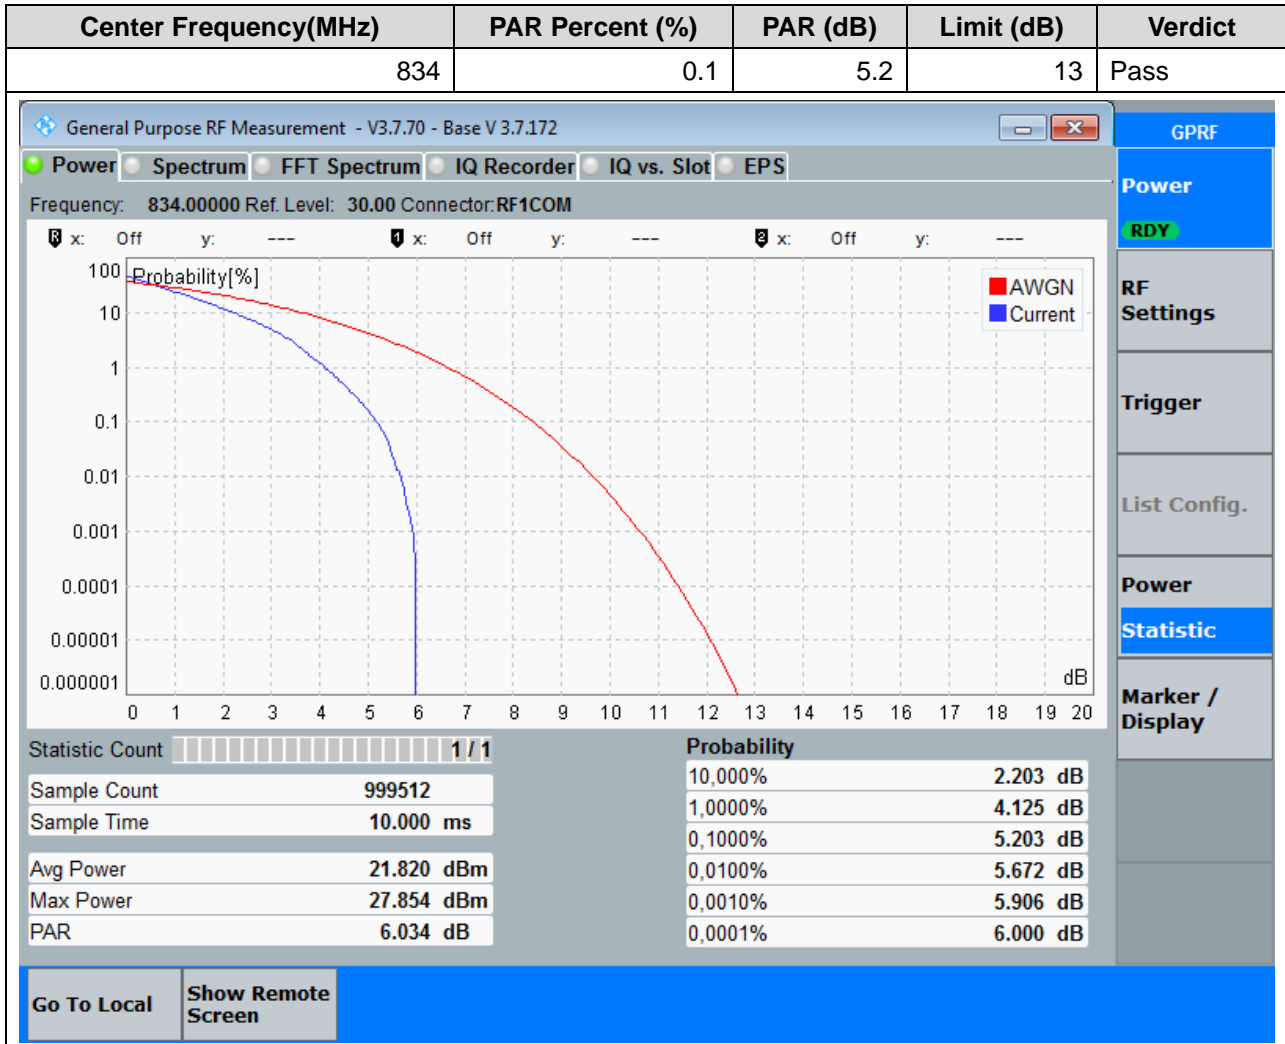 Center Frequency(MHz) PAR Percent (%) PAR (dB) Limit (dB) Verdict
834 0.1 5.2 13 Pass
General Purpose RF Measurement - V3.7.70 - Base V 3.7.172
GPRF
Power Spectrum FFT Spectrum IQ Recorder IQ vs. Slot EPS
Power
RDY
Frequency: 834.00000 Ref. Level: 30.00 Connector: RF1COM
R x: Off y: --- 1 x: Off y: --- 2 x: Off y: ---
Probability[%]
AWGN
Current
100
10
1
0.1
0.01
0.001
0.0001
0.00001
0.000001
dB
0 1 2 3 4 5 6 7 8 9 10 11 12 13 14 15 16 17 18 19 20
RF
Settings
Trigger
List Config.
Power
Statistic
Marker /
Display
Statistic Count 1 / 1
Sample Count 999512
Sample Time 10.000 ms
Avg Power 21.820 dBm
Max Power 27.854 dBm
PAR 6.034 dB
Probability
10,000% 2.203 dB
1,0000% 4.125 dB
0,1000% 5.203 dB
0,0100% 5.672 dB
0,0010% 5.906 dB
0,0001% 6.000 dB
Go To Local
Show Remote
Screen